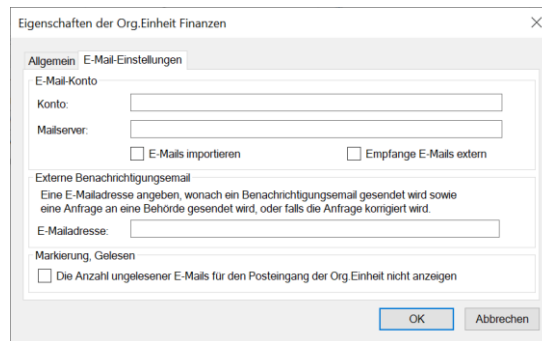 Eigenschaften der Org.Einheit Finanzen
Allgemein E-Mail-Einstellungen
E-Mail-Konto
Konto:
Mailserver:
E-Mails importieren Empfange E-Mails extern
Externe Benachrichtigungsemail
Eine E-Mailadresse angeben, wonach ein Benachrichtigungsemail gesendet wird sowie
eine Anfrage an eine Behörde gesendet wird, oder falls die Anfrage korrigiert wird.
E-Mailadresse:
Markierung, Gelesen
Die Anzahl ungelesener E-Mails für den Posteingang der Org.Einheit nicht anzeigen
OK Abbrechen